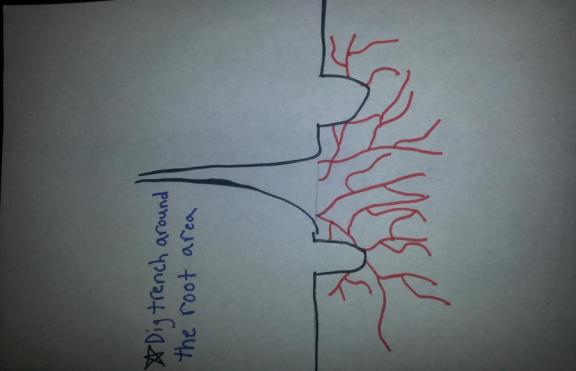 ☆Dig trench around
the root area